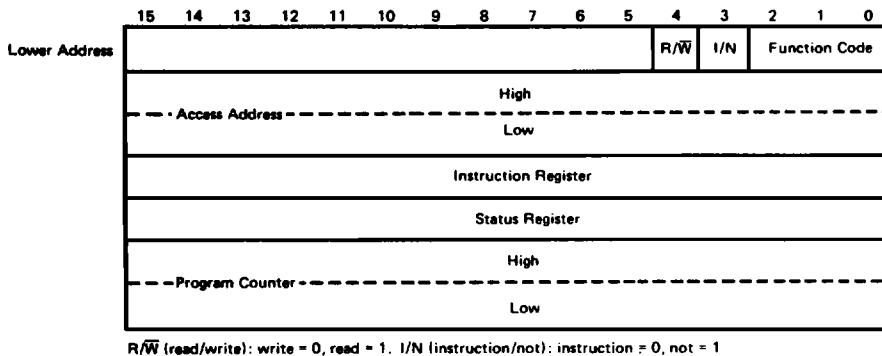 15 14 13 12 11 10 9 8 7 6 5 4 3 2 1 0
Lower Address R/W̅ I/N Function Code
High
Access Address
Low
Instruction Register
Status Register
High
Program Counter
Low
R/W̅ (read/write): write = 0, read = 1. I/N (instruction/not): instruction = 0, not = 1